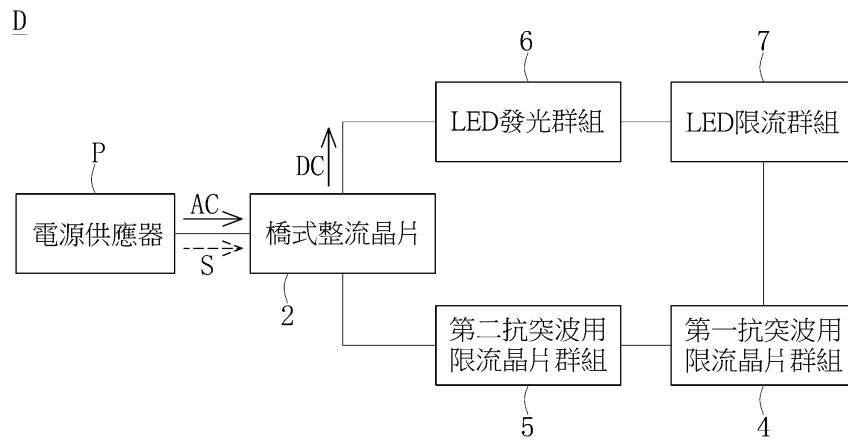 D
6
7
LED發光群組
LED限流群組
P
DC
AC
電源供應器
橋式整流晶片
S
2
第二抗突波用
限流晶片群組
第一抗突波用
限流晶片群組
5
4